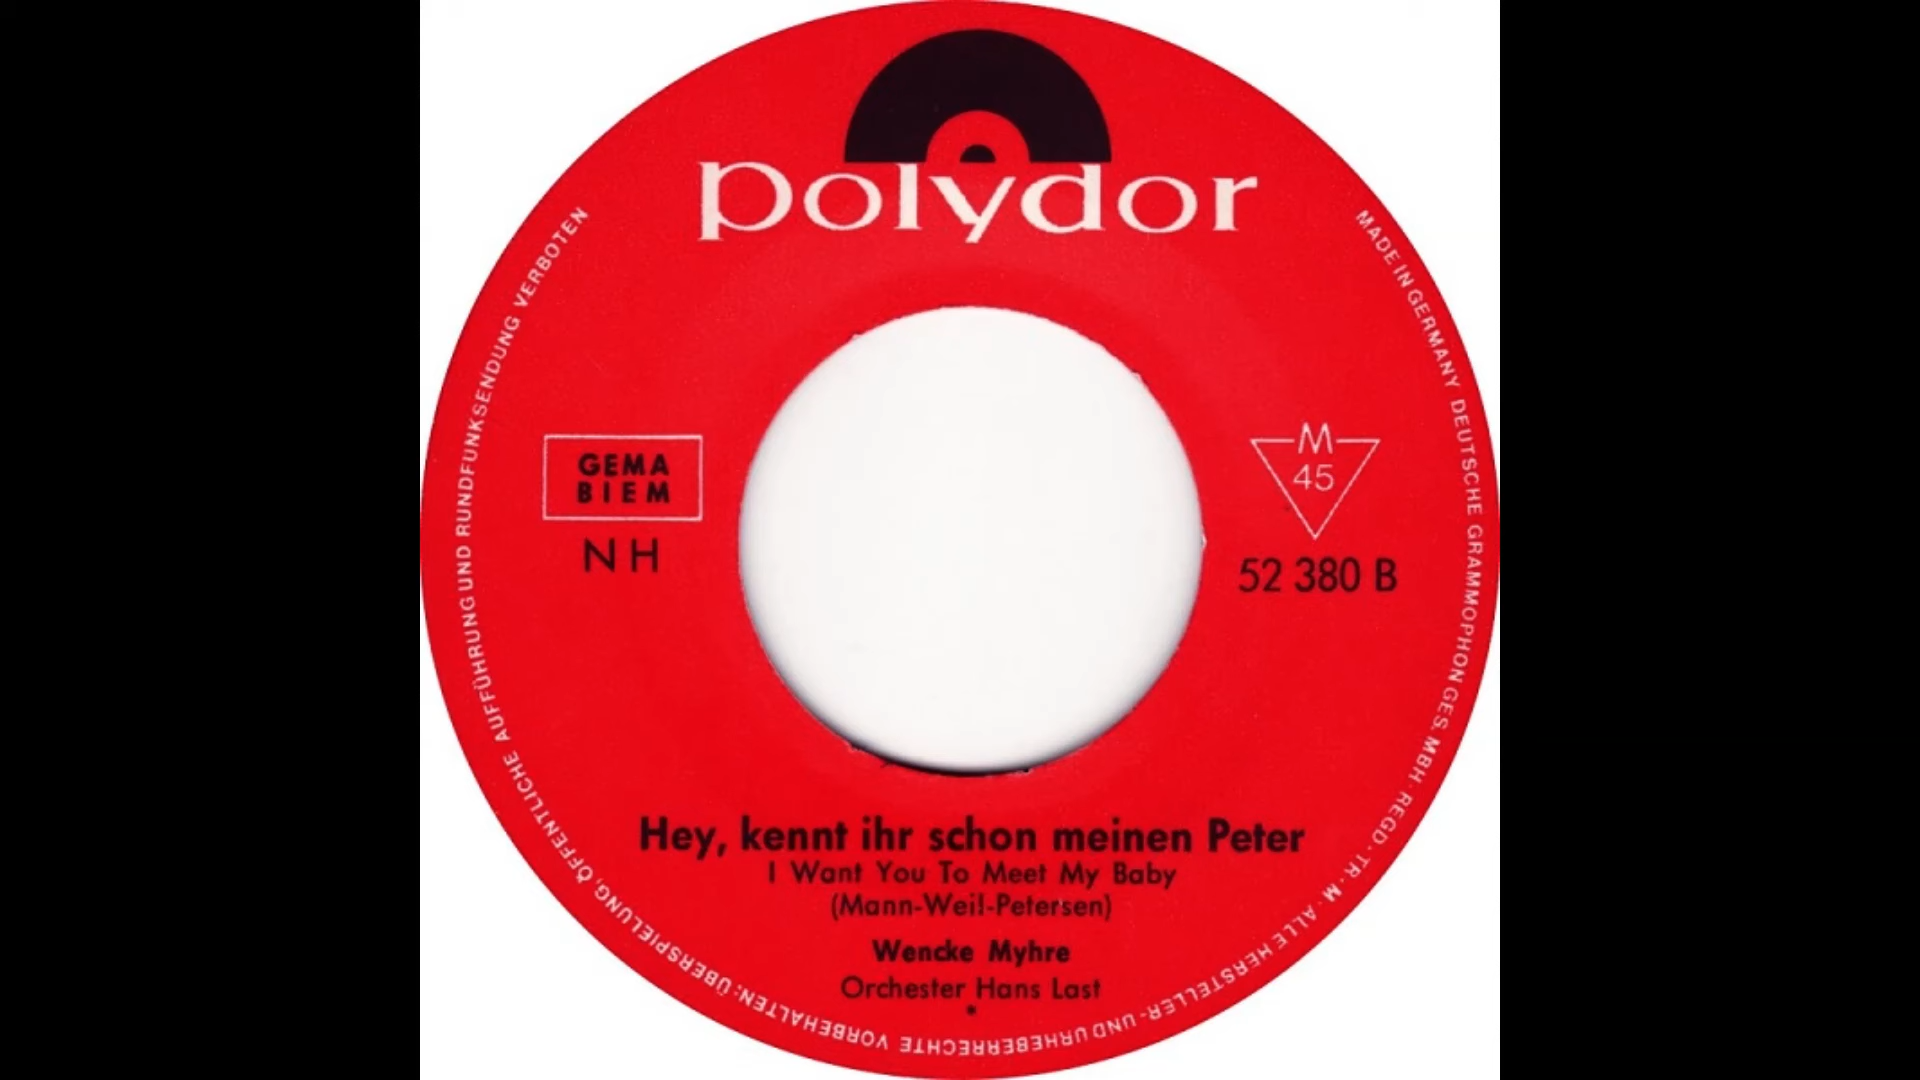 polydor
MADE IN GERMANY DEUTSCHE GRAMMOPHON GES. MBH · REGD · TR · M · ALLE HERSTELLER- UND URHEBERRECHTE VORBEHALTEN: ÜBERSPIELUNG, ÖFFENTLICHE AUFFÜHRUNG UND RUNDFUNKSENDUNG VERBOTEN
GEMA
BIEM
NH
M
45
52 380 B
Hey, kennt ihr schon meinen Peter
I Want You To Meet My Baby
(Mann-Weil-Petersen)
Wencke Myhre
Orchester Hans Last